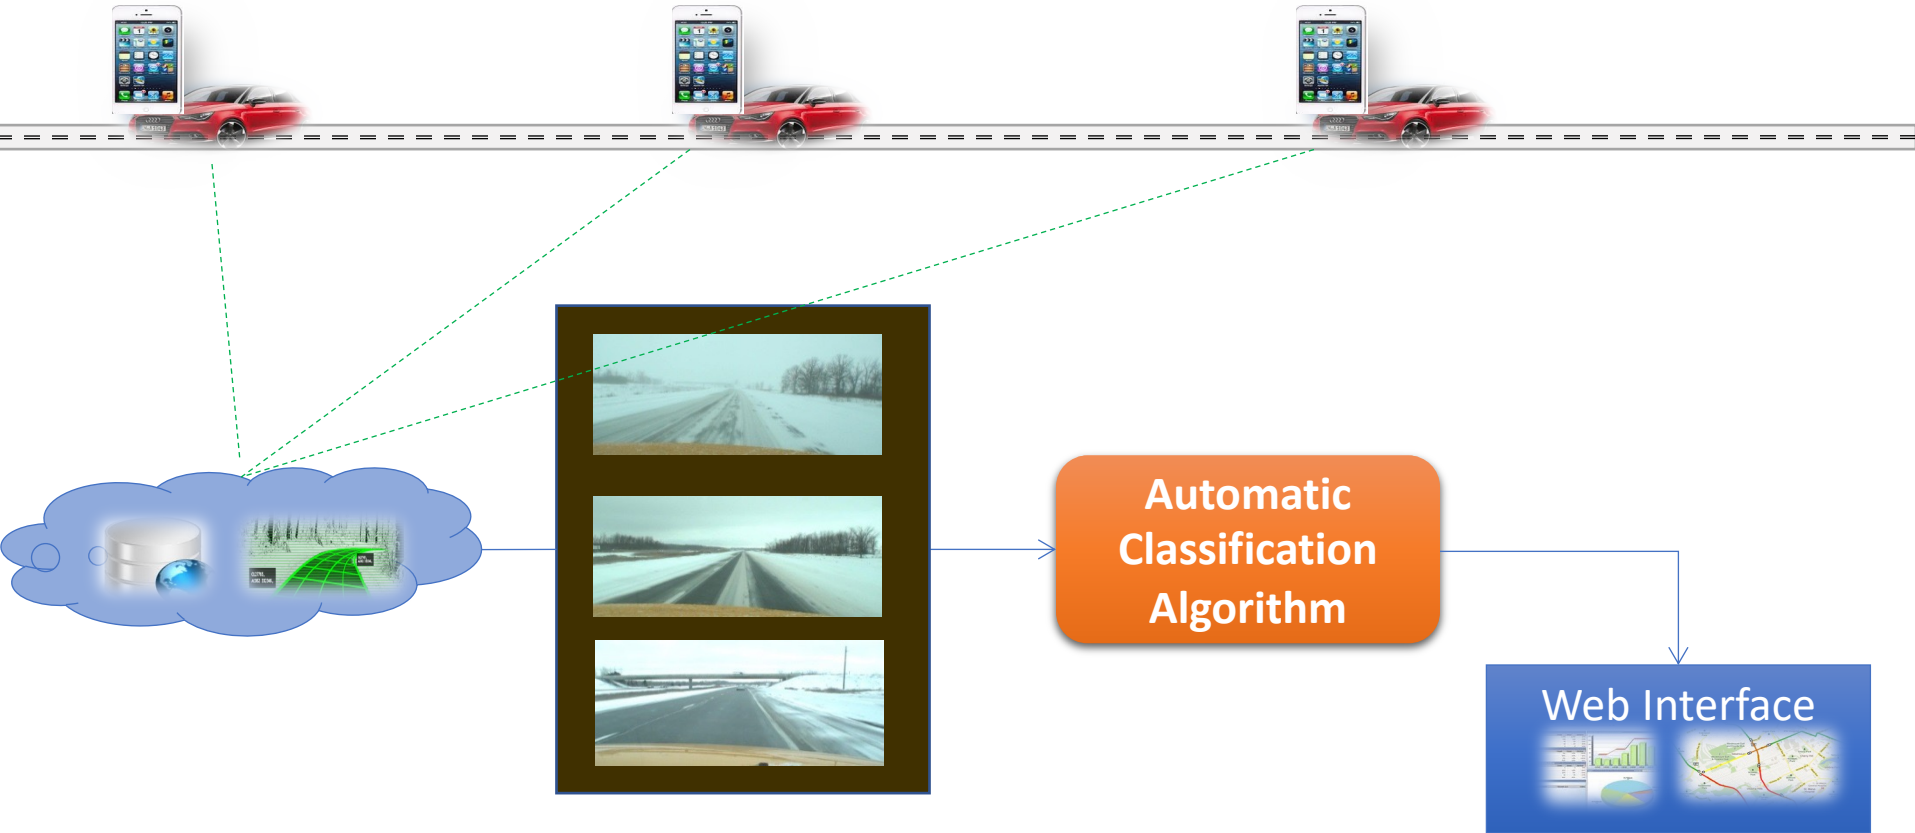 Automatic
Classification
Algorithm
Web Interface